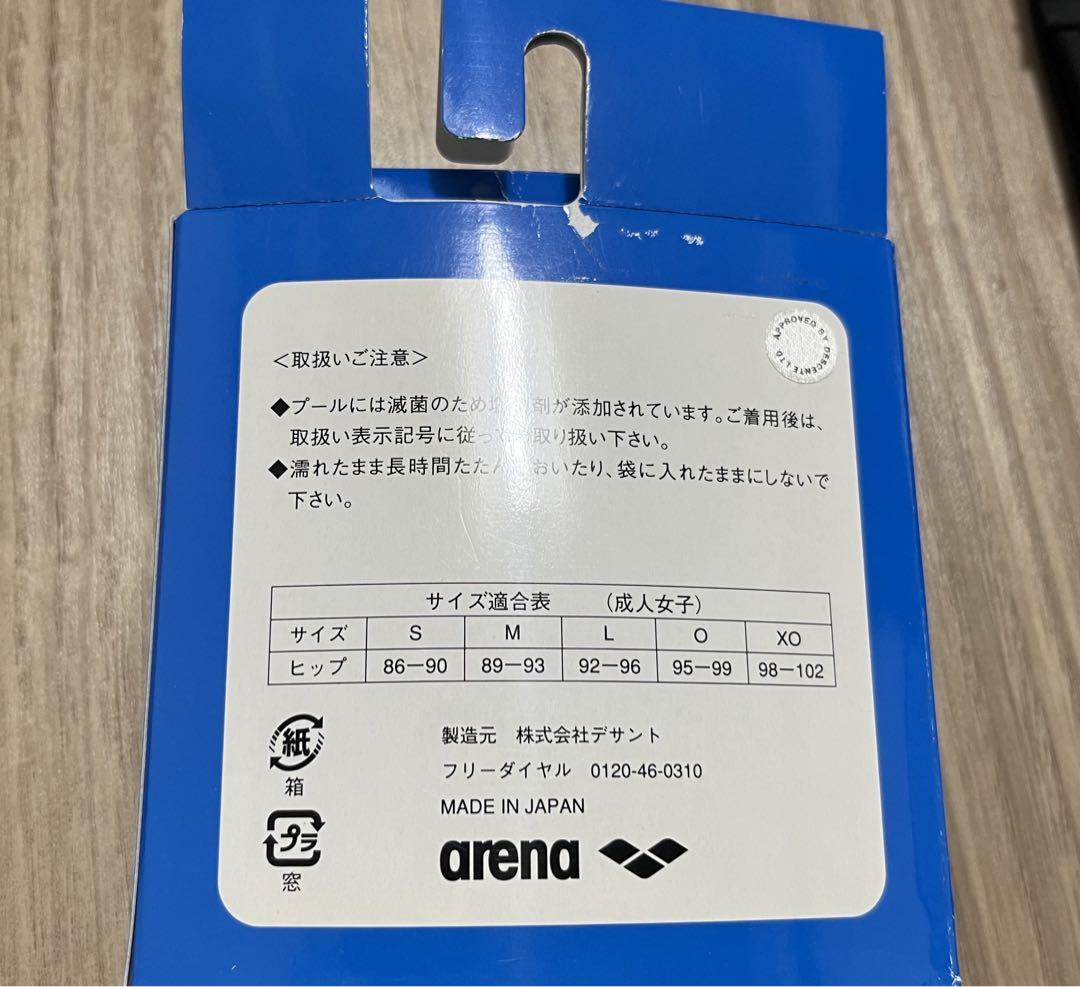 APPROVED BY DESCENTE LTD.
<取扱いご注意>
◆プールには滅菌のため塩 剤が添加されています。ご着用後は、
取扱い表示記号に従って 取り扱い下さい。
◆濡れたまま長時間たたん おいたり、袋に入れたままにしないで
下さい。
サイズ適合表 (成人女子)
サイズ S M L O XO
ヒップ 86-90 89-93 92-96 95-99 98-102
紙
箱
プラ
窓
製造元 株式会社デサント
フリーダイヤル 0120-46-0310
MADE IN JAPAN
arena